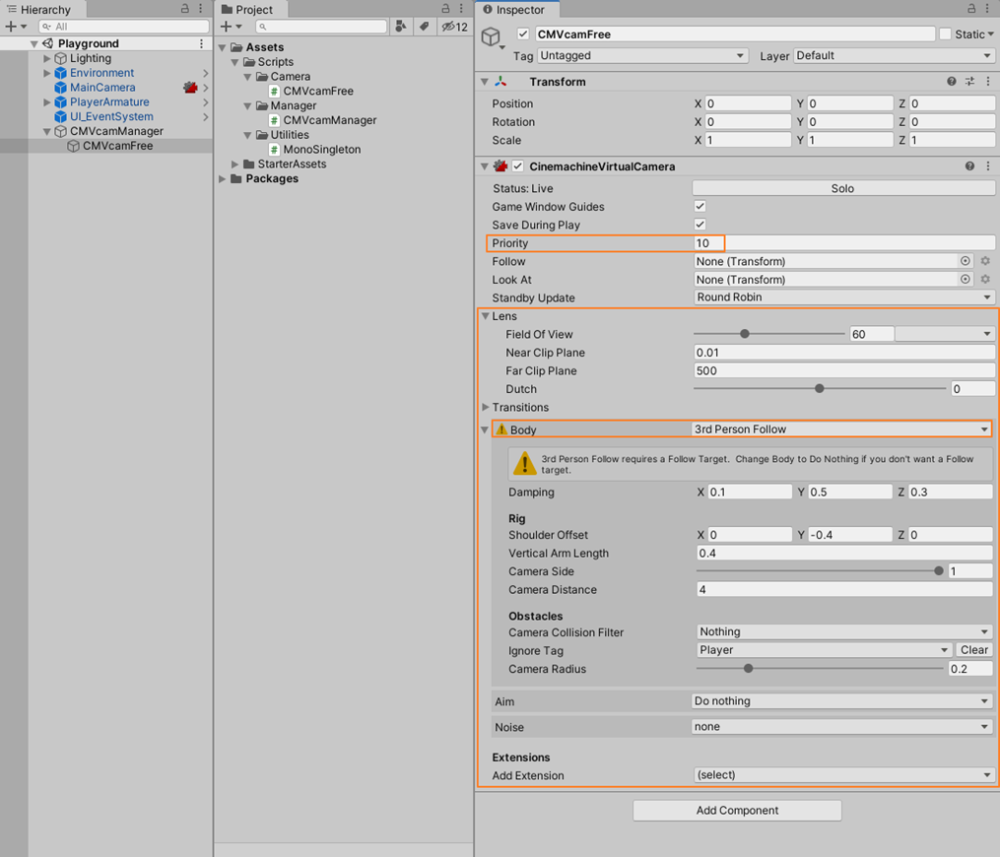 Hierarchy
All
Playground
Lighting
Environment
MainCamera
PlayerArmature
UI_EventSystem
CMVcamManager
CMVcamFree
Project
12
Assets
Scripts
Camera
CMVcamFree
Manager
CMVcamManager
Utilities
MonoSingleton
StarterAssets
Packages
Inspector
CMVcamFree
Static
Tag Untagged Layer Default
Transform
Position X 0 Y 0 Z 0
Rotation X 0 Y 0 Z 0
Scale X 1 Y 1 Z 1
CinemachineVirtualCamera
Status: Live Solo
Game Window Guides
Save During Play
Priority 10
Follow None (Transform)
Look At None (Transform)
Standby Update Round Robin
Lens
Field Of View 60
Near Clip Plane 0.01
Far Clip Plane 500
Dutch 0
Transitions
Body 3rd Person Follow
3rd Person Follow requires a Follow Target. Change Body to Do Nothing if you don't want a Follow
target.
Damping X 0.1 Y 0.5 Z 0.3
Rig
Shoulder Offset X 0 Y -0.4 Z 0
Vertical Arm Length 0.4
Camera Side 1
Camera Distance 4
Obstacles
Camera Collision Filter Nothing
Ignore Tag Player Clear
Camera Radius 0.2
Aim Do nothing
Noise none
Extensions
Add Extension (select)
Add Component